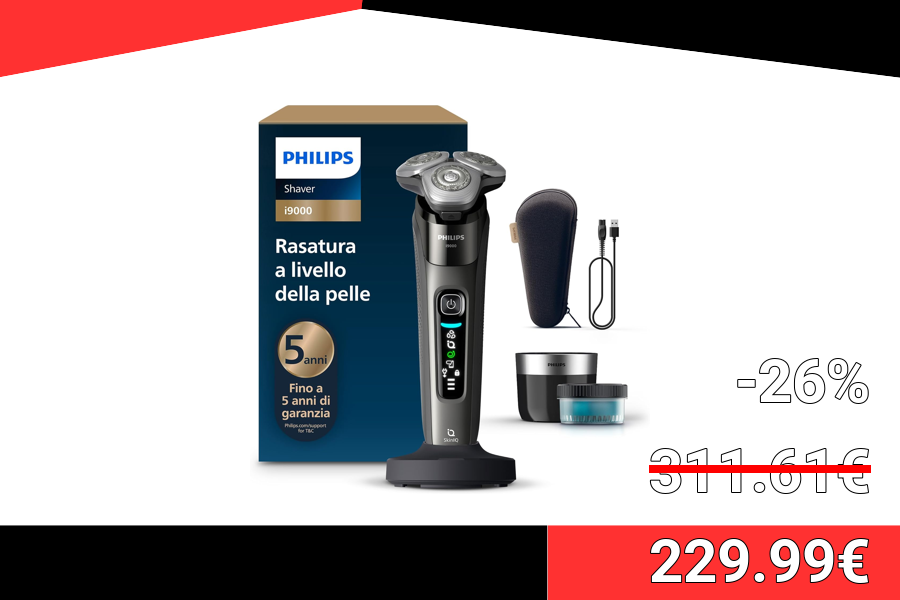 PHILIPS
Shaver
i9000
Rasatura
a livello
della pelle
5 anni
Fino a
5 anni di
garanzia
Philips.com/support
for T&C
PHILIPS
i9000
SkinIQ
PHILIPS
-26%
311.61€
229.99€